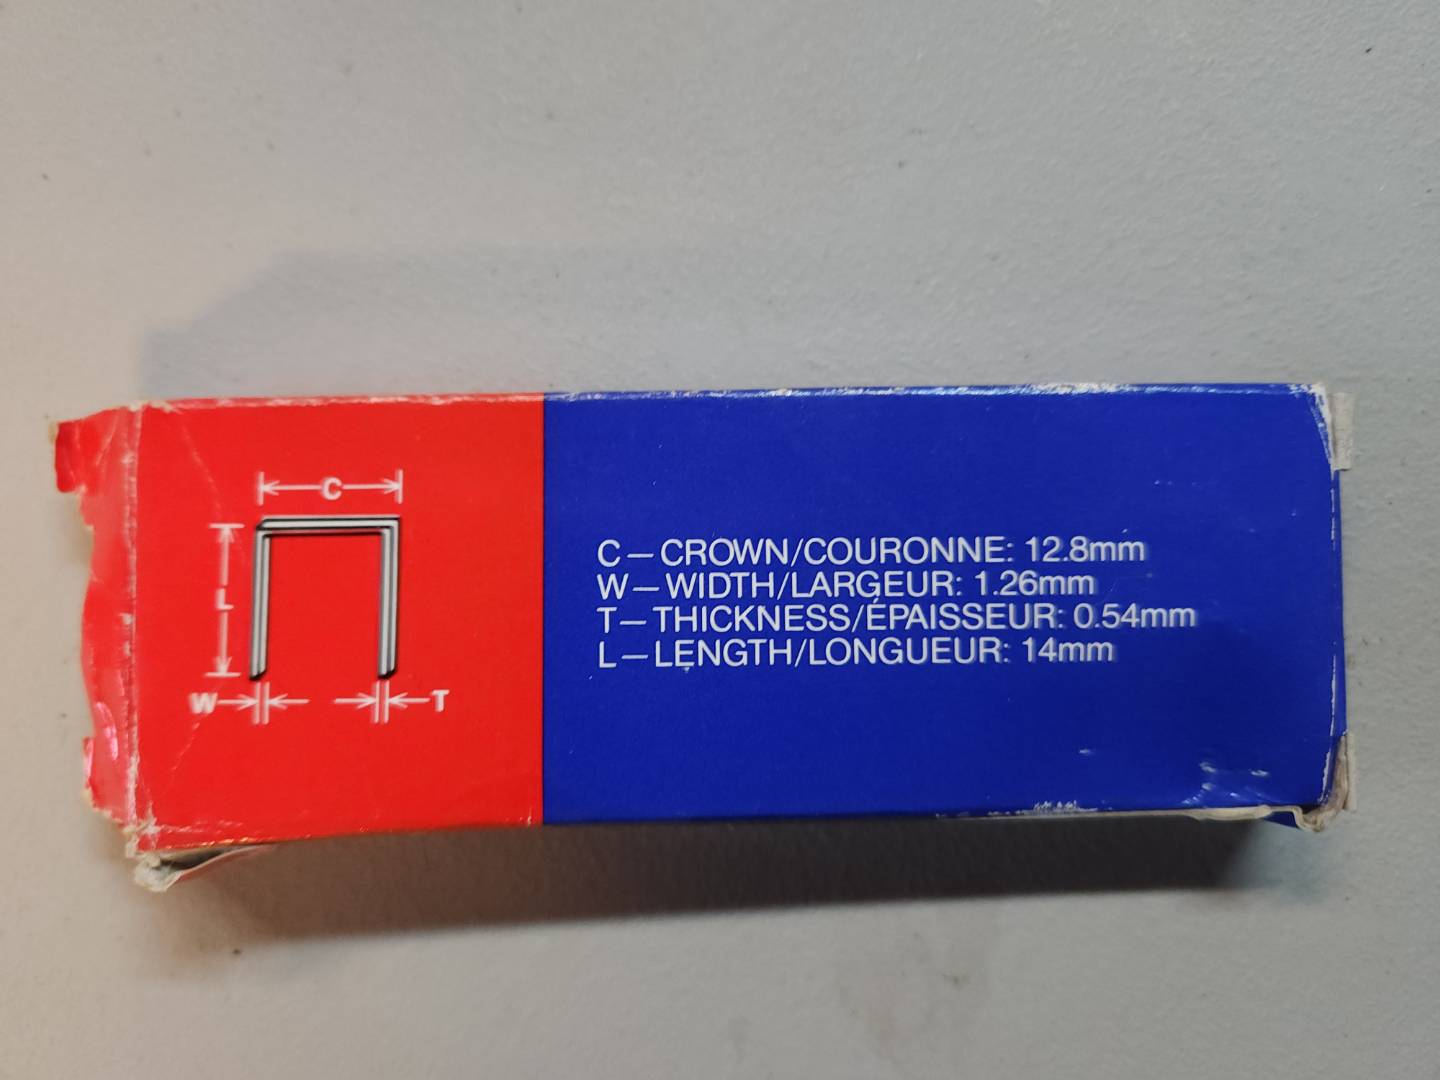 C
L
W T
C — CROWN/COURONNE: 12.8mm
W — WIDTH/LARGEUR: 1.26mm
T — THICKNESS/ÉPAISSEUR: 0.54mm
L — LENGTH/LONGUEUR: 14mm